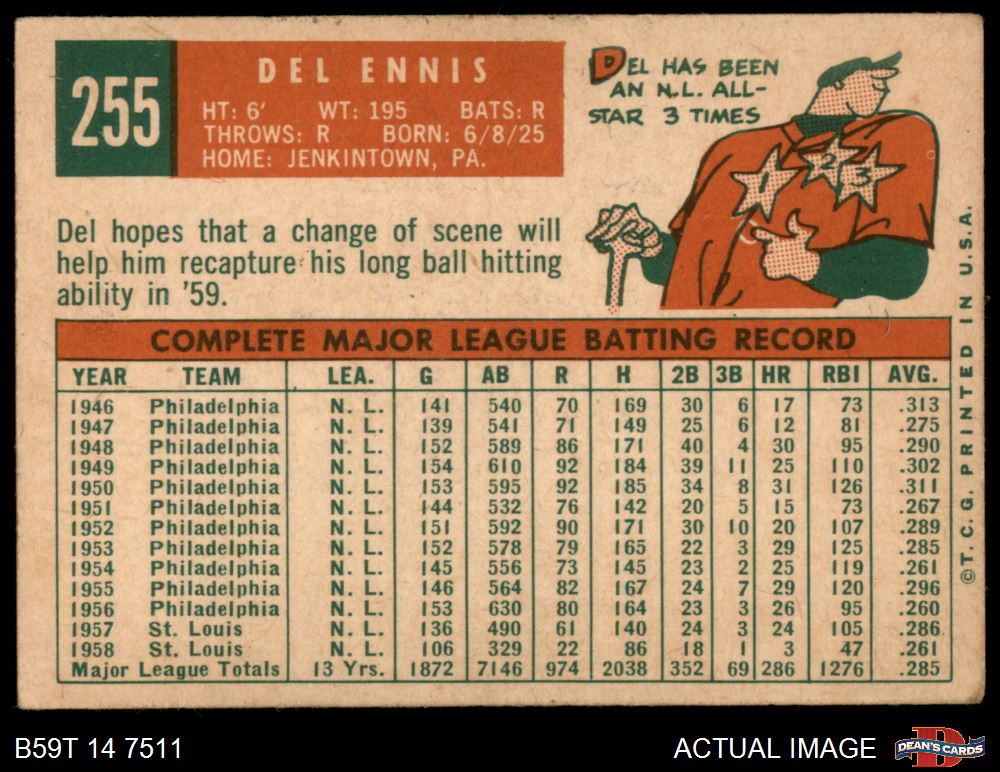 255
DEL ENNIS
HT: 6' WT: 195 BATS: R
THROWS: R BORN: 6/8/25
HOME: JENKINTOWN, PA.
DEL HAS BEEN
AN N.L. ALL-
STAR 3 TIMES
1 2 3
Del hopes that a change of scene will
help him recapture his long ball hitting
ability in '59.
COMPLETE MAJOR LEAGUE BATTING RECORD
YEAR TEAM LEA. G AB R H 2B 3B HR RBI AVG.
1946 Philadelphia N. L. 141 540 70 169 30 6 17 73 .313
1947 Philadelphia N. L. 139 541 71 149 25 6 12 81 .275
1948 Philadelphia N. L. 152 589 86 171 40 4 30 95 .290
1949 Philadelphia N. L. 154 610 92 184 39 11 25 110 .302
1950 Philadelphia N. L. 153 595 92 185 34 8 31 126 .311
1951 Philadelphia N. L. 144 532 76 142 20 5 15 73 .267
1952 Philadelphia N. L. 151 592 90 171 30 10 20 107 .289
1953 Philadelphia N. L. 152 578 79 165 22 3 29 125 .285
1954 Philadelphia N. L. 145 556 73 145 23 2 25 119 .261
1955 Philadelphia N. L. 146 564 82 167 24 7 29 120 .296
1956 Philadelphia N. L. 153 630 80 164 23 3 26 95 .260
1957 St. Louis N. L. 136 490 61 140 24 3 24 105 .286
1958 St. Louis N. L. 106 329 22 86 18 1 3 47 .261
Major League Totals 13 Yrs. 1872 7146 974 2038 352 69 286 1276 .285
© T. C. G. PRINTED IN U.S.A.
B59T 14 7511
ACTUAL IMAGE
DEAN'S CARDS